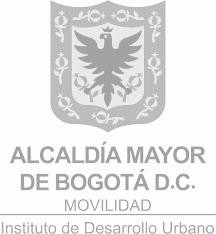 ALCALDÍA MAYOR
DE BOGOTÁ D.C.
MOVILIDAD
Instituto de Desarrollo Urbano